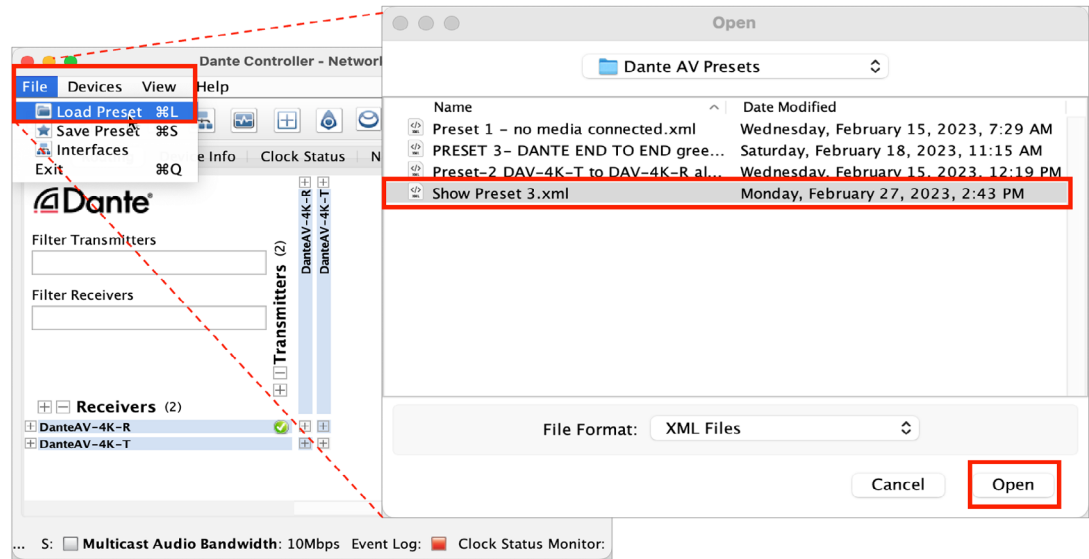 Open
Dante AV Presets
Name
Date Modified
Preset 1 – no media connected.xml Wednesday, February 15, 2023, 7:29 AM
PRESET 3– DANTE END TO END gree... Saturday, February 18, 2023, 11:15 AM
Preset–2 DAV–4K–T to DAV–4K–R al... Wednesday, February 15, 2023, 12:19 PM
Show Preset 3.xml Monday, February 27, 2023, 2:43 PM
File Format: XML Files
Cancel Open
Dante Controller - Network
File Devices View Help
Load Preset ⌘L
Save Preset ⌘S
Interfaces
Exit ⌘Q
e Info Clock Status N
Dante®
Filter Transmitters
Filter Receivers
Transmitters (2)
DanteAV-4K-R
DanteAV-4K-T
Receivers (2)
DanteAV-4K-R
DanteAV-4K-T
... S: Multicast Audio Bandwidth: 10Mbps Event Log: Clock Status Monitor: